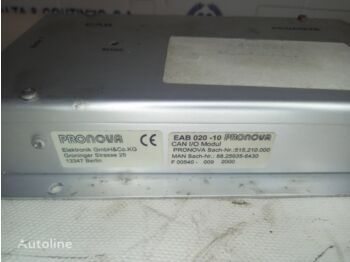 CAN
PRONOVA
Elektronik GmbH&Co.KG
Groninger Strasse 25
13347 Berlin
CE
EAB 020 -10 PRONOVA
CAN I/O Modul
PRONOVA Sach-Nr.:515.210.000
MAN Sach-Nr.: 88.25935-6430
F 00540 - 009 2000
Autoline